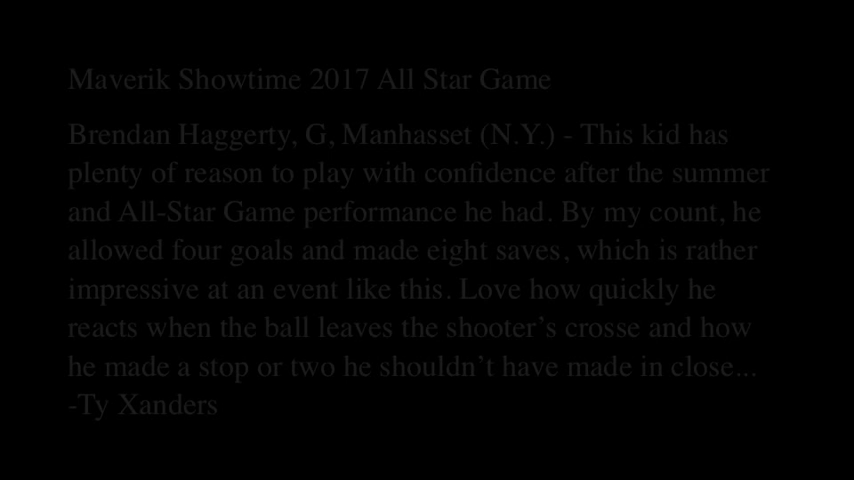 Maverik Showtime 2017 All Star Game
Brendan Haggerty, G, Manhasset (N.Y.) - This kid has
plenty of reason to play with confidence after the summer
and All-Star Game performance he had. By my count, he
allowed four goals and made eight saves, which is rather
impressive at an event like this. Love how quickly he
reacts when the ball leaves the shooter’s crosse and how
he made a stop or two he shouldn’t have made in close...
-Ty Xanders